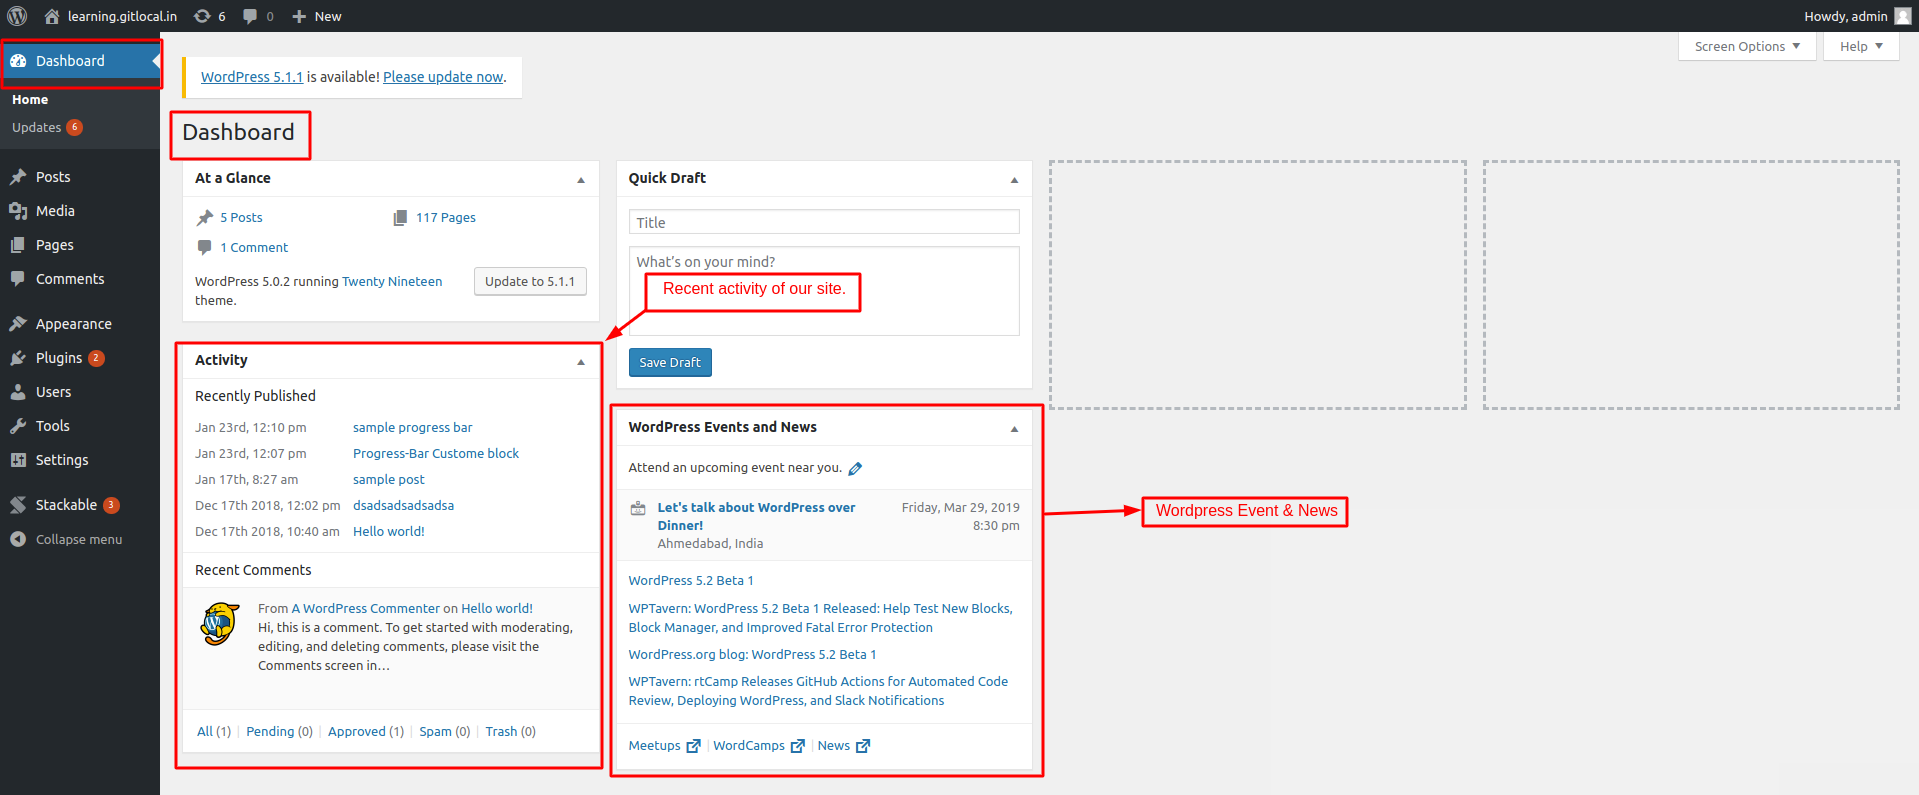 learning.gitlocal.in 6 0 New Howdy, admin
Screen Options Help
Dashboard
Home
Updates 6
Posts
Media
Pages
Comments
Appearance
Plugins 2
Users
Tools
Settings
Stackable 3
Collapse menu
WordPress 5.1.1 is available! Please update now.
Dashboard
At a Glance
5 Posts 117 Pages
1 Comment
WordPress 5.0.2 running Twenty Nineteen
theme.
Update to 5.1.1
Activity
Recently Published
Jan 23rd, 12:10 pm sample progress bar
Jan 23rd, 12:07 pm Progress-Bar Custome block
Jan 17th, 8:27 am sample post
Dec 17th 2018, 12:02 pm dsadsadsadsadsa
Dec 17th 2018, 10:40 am Hello world!
Recent Comments
From A WordPress Commenter on Hello world!
Hi, this is a comment. To get started with moderating,
editing, and deleting comments, please visit the
Comments screen in…
All (1) | Pending (0) | Approved (1) | Spam (0) | Trash (0)
Quick Draft
Title
What's on your mind?
Recent activity of our site.
Save Draft
WordPress Events and News
Attend an upcoming event near you.
Let's talk about WordPress over
Dinner!
Ahmedabad, India
Friday, Mar 29, 2019
8:30 pm
WordPress 5.2 Beta 1
WPTavern: WordPress 5.2 Beta 1 Released: Help Test New Blocks,
Block Manager, and Improved Fatal Error Protection
WordPress.org blog: WordPress 5.2 Beta 1
WPTavern: rtCamp Releases GitHub Actions for Automated Code
Review, Deploying WordPress, and Slack Notifications
Meetups | WordCamps | News
Wordpress Event & News